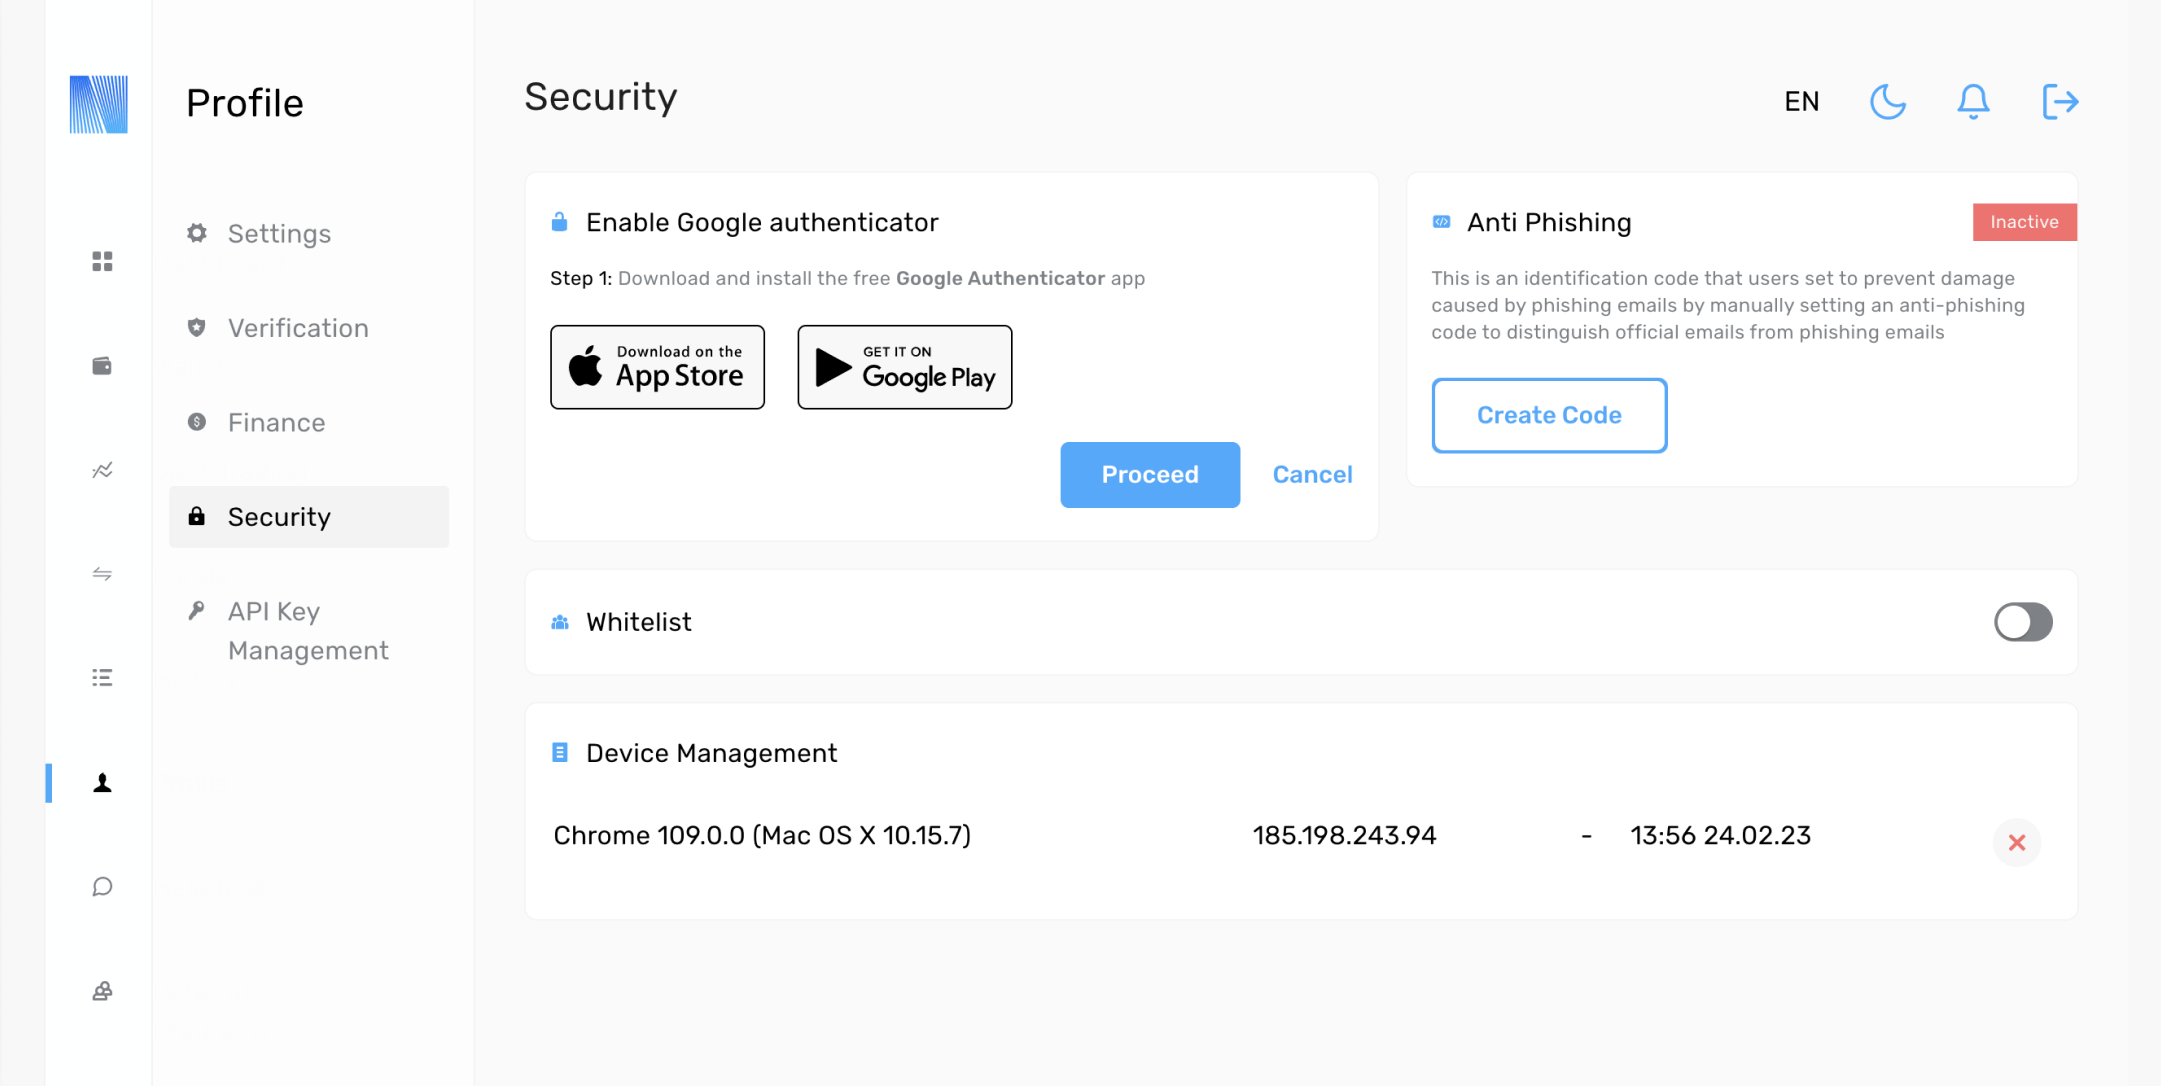 Profile
Settings
Verification
Finance
Security
API Key
Management
Security
EN
Enable Google authenticator
Step 1: Download and install the free Google Authenticator app
Download on the
App Store
GET IT ON
Google Play
Proceed
Cancel
Anti Phishing
Inactive
This is an identification code that users set to prevent damage
caused by phishing emails by manually setting an anti-phishing
code to distinguish official emails from phishing emails
Create Code
Whitelist
Device Management
Chrome 109.0.0 (Mac OS X 10.15.7) 185.198.243.94 - 13:56 24.02.23